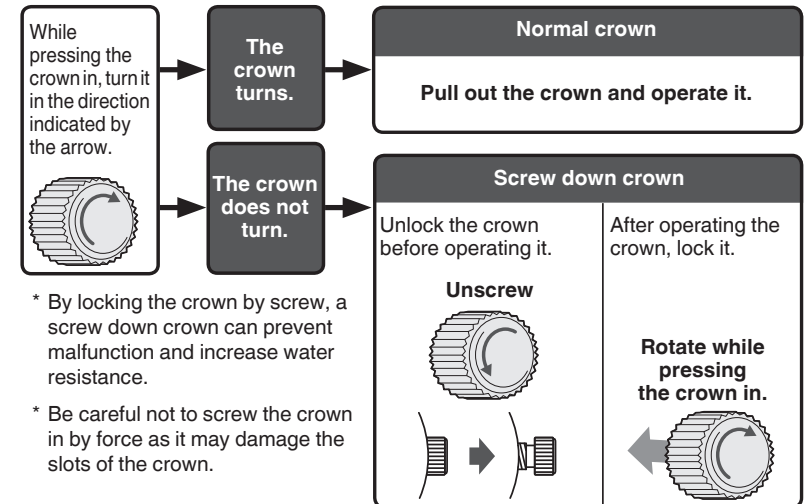 While
pressing the
crown in, turn it
in the direction
indicated by
the arrow.
The
crown
turns.
Normal crown
Pull out the crown and operate it.
The crown
does not
turn.
Screw down crown
Unlock the crown
before operating it.
Unscrew
After operating the
crown, lock it.
Rotate while
pressing
the crown in.
* By locking the crown by screw, a
screw down crown can prevent
malfunction and increase water
resistance.
* Be careful not to screw the crown
in by force as it may damage the
slots of the crown.